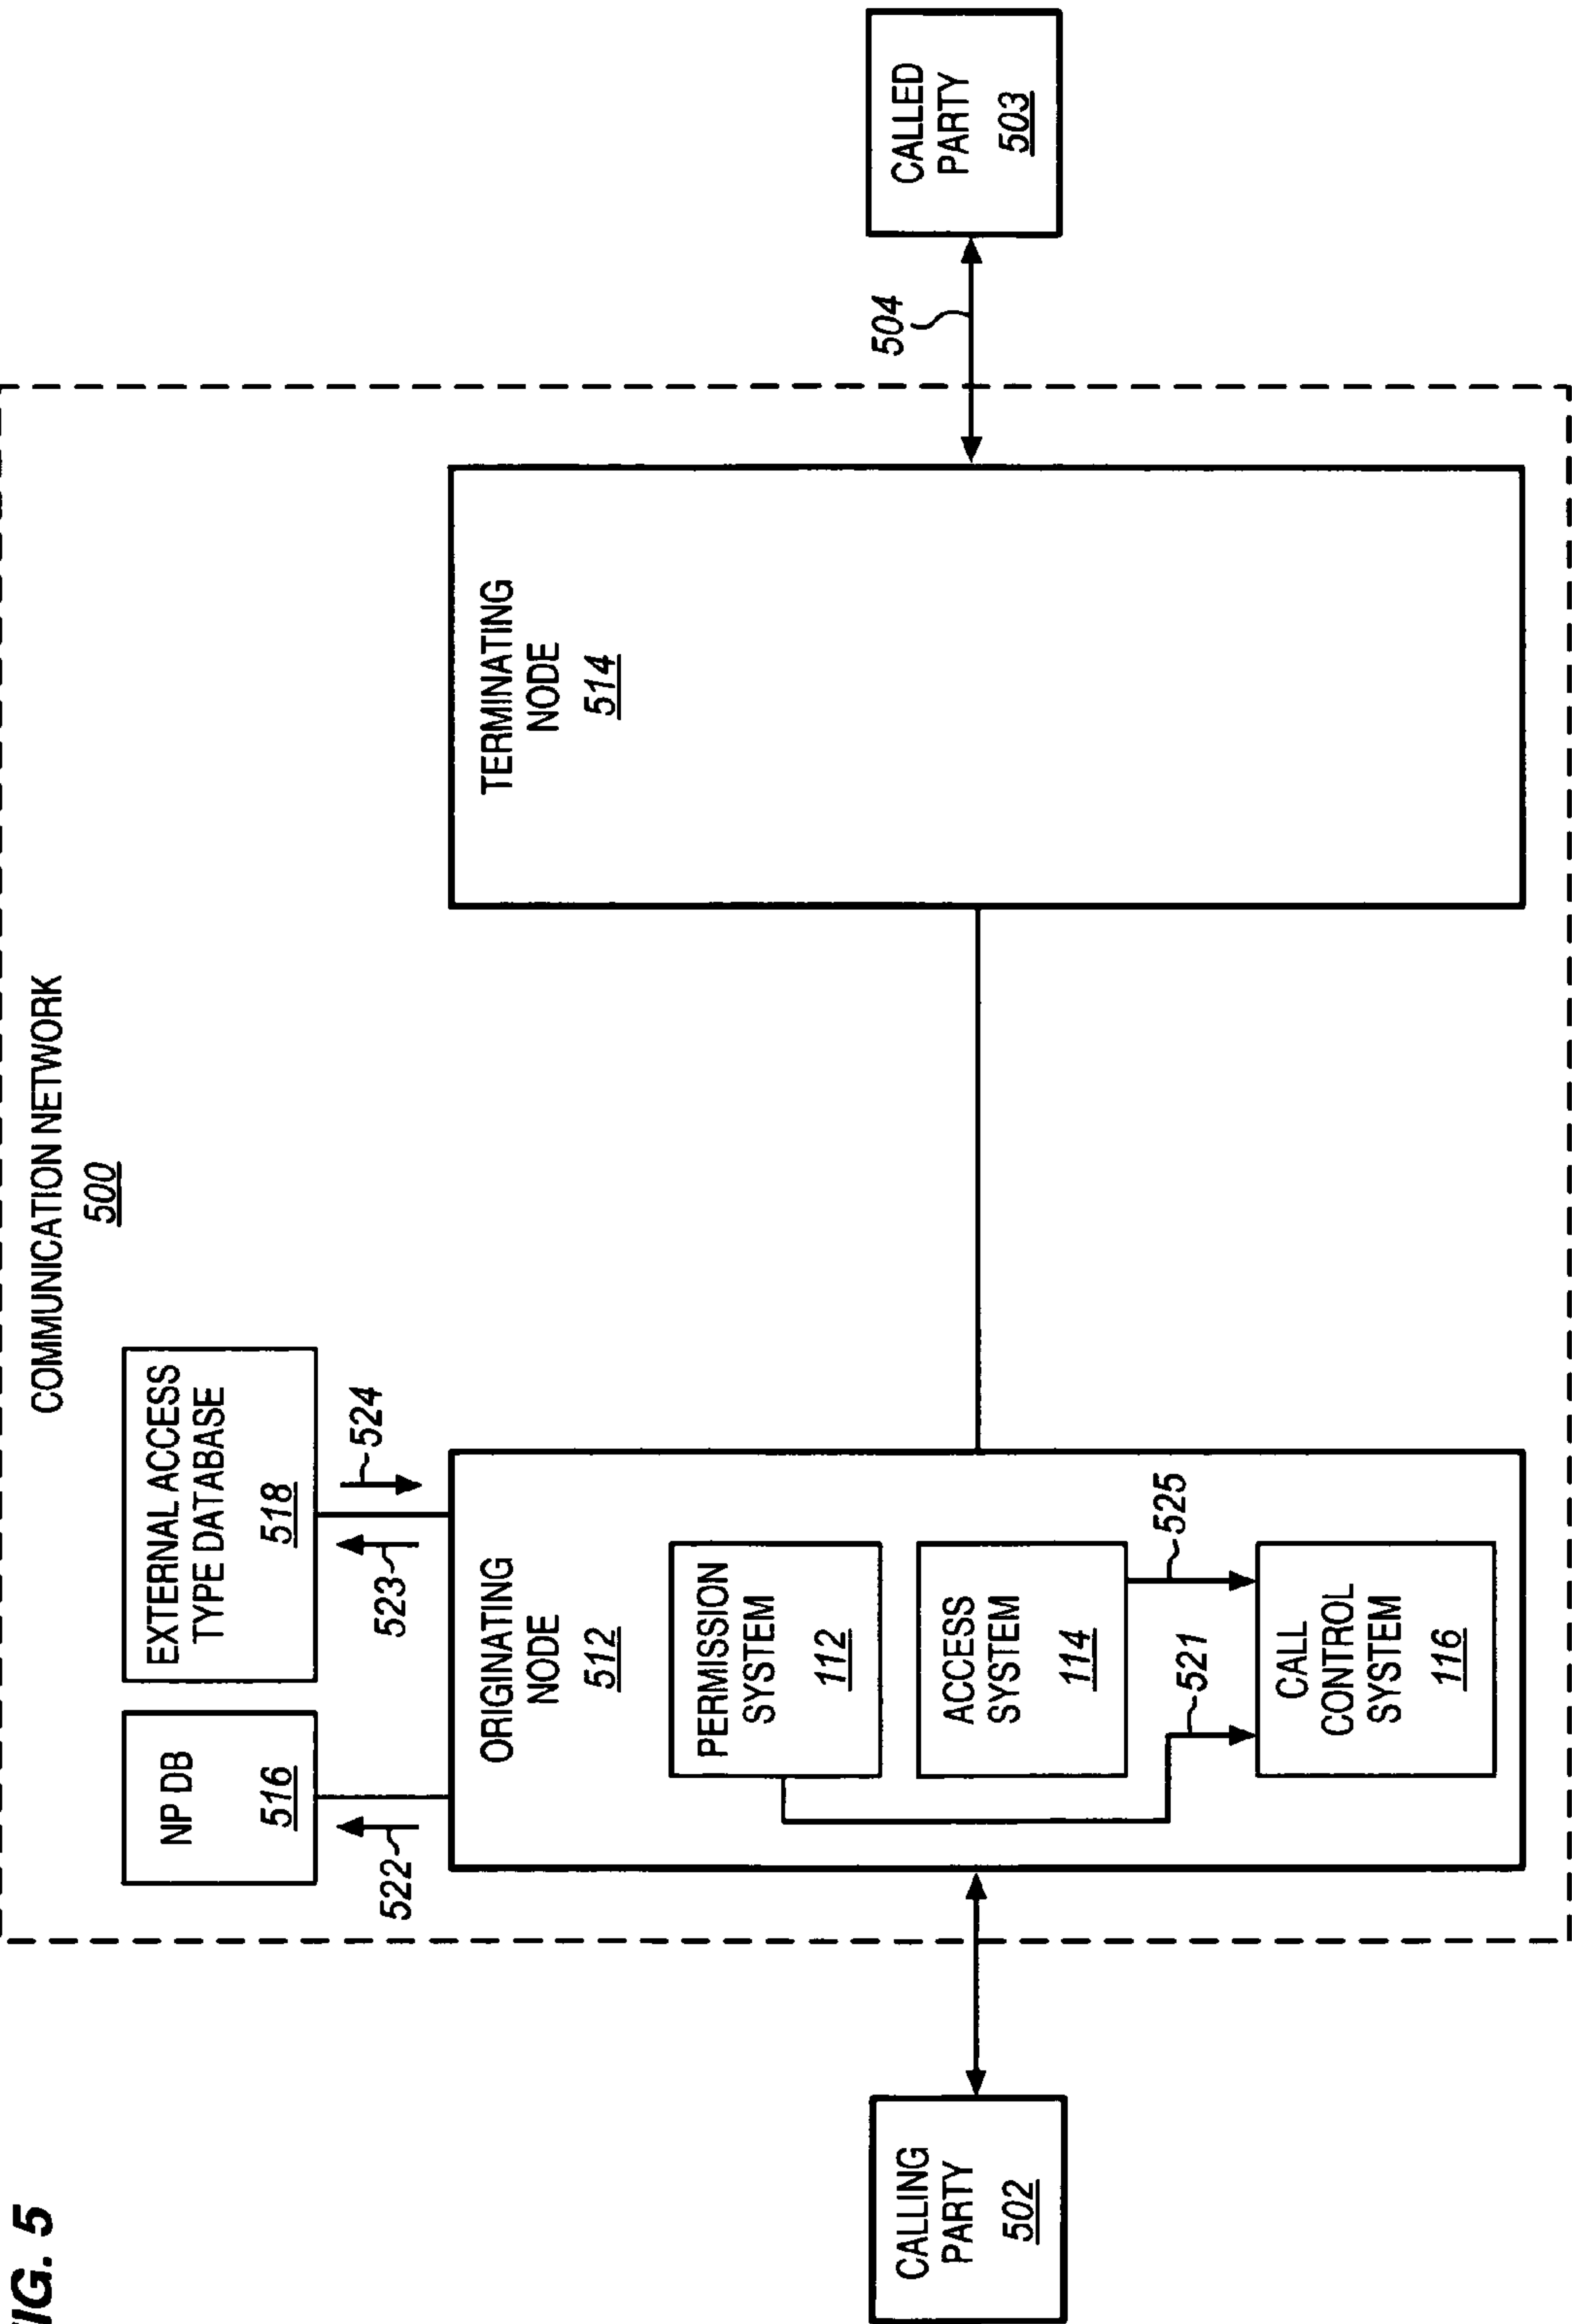 FIG. 5
COMMUNICATION NETWORK
500
NP DB
516
EXTERNAL ACCESS
TYPE DATABASE
518
522
523
524
ORIGINATING
NODE
512
PERMISSION
SYSTEM
112
ACCESS
SYSTEM
114
521
525
CALL
CONTROL
SYSTEM
116
TERMINATING
NODE
514
CALLING
PARTY
502
504
CALLED
PARTY
503